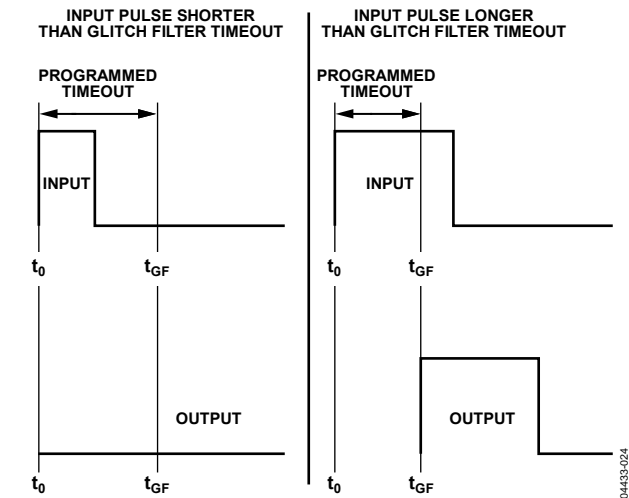 INPUT PULSE SHORTER
THAN GLITCH FILTER TIMEOUT
PROGRAMMED
TIMEOUT
INPUT
t0
tGF
OUTPUT
t0
tGF
INPUT PULSE LONGER
THAN GLITCH FILTER TIMEOUT
PROGRAMMED
TIMEOUT
INPUT
t0
tGF
OUTPUT
t0
tGF
04433-024